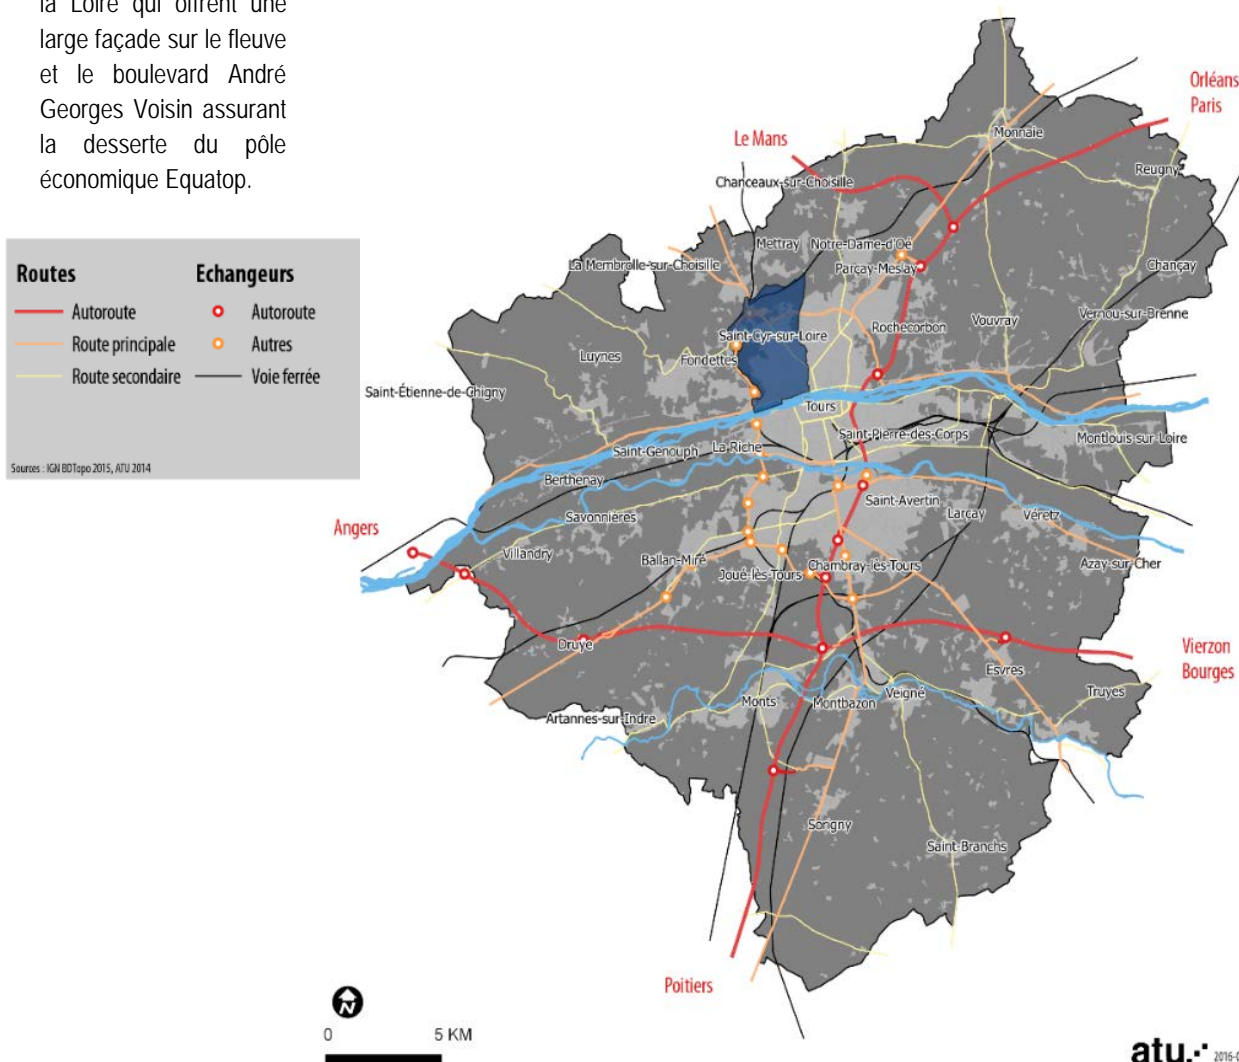 la Loire qui offrent une
large façade sur le fleuve
et le boulevard André
Georges Voisin assurant
la desserte du pôle
économique Equatop.
Routes
Autoroute
Route principale
Route secondaire
Echangeurs
Autoroute
Autres
Voie ferrée
Sources : IGN BDTopo 2015, ATU 2014
Orléans
Paris
Le Mans
Monnaie
Reugny
Chanceaux-sur-Choisille
Mettray
Notre-Dame-d'Oé
La Membrolle-sur-Choisille
Parçay-Meslay
Chançay
Vernou-sur-Brenne
Rochecorbon
Vouvray
Saint-Cyr-sur-Loire
Luynes
Fondettes
Saint-Étienne-de-Chigny
Tours
Saint-Pierre-des-Corps
Montlouis-sur-Loire
La Riche
Saint-Genouph
Berthenay
Saint-Avertin
Larçay
Véretz
Savonnières
Angers
Villandry
Ballan-Miré
Joué-lès-Tours
Chambray-lès-Tours
Azay-sur-Cher
Druye
Esvres
Vierzon
Bourges
Truyes
Veigné
Monts
Montbazon
Artannes-sur-Indre
Sorigny
Saint-Branchs
Poitiers
N
0 5 KM
atu